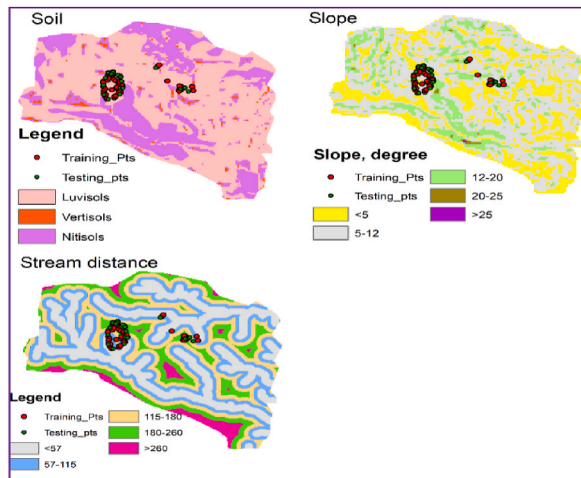 Soil
Legend
Training_Pts
Testing_pts
Luvisols
Vertisols
Nitisols
Slope
Slope, degree
Training_Pts
Testing_PTS
<5
5-12
12-20
20-25
>25
Stream distance
Legend
Training_Pts
Testing_pts
<57
57-115
115-180
180-260
>260